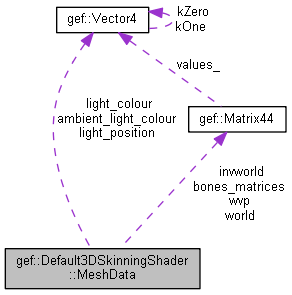 gef::Vector4
kZero
kOne
values_
light_colour
ambient_light_colour
light_position
gef::Matrix44
invworld
bones_matrices
wvp
world
gef::Default3DSkinningShader
::MeshData